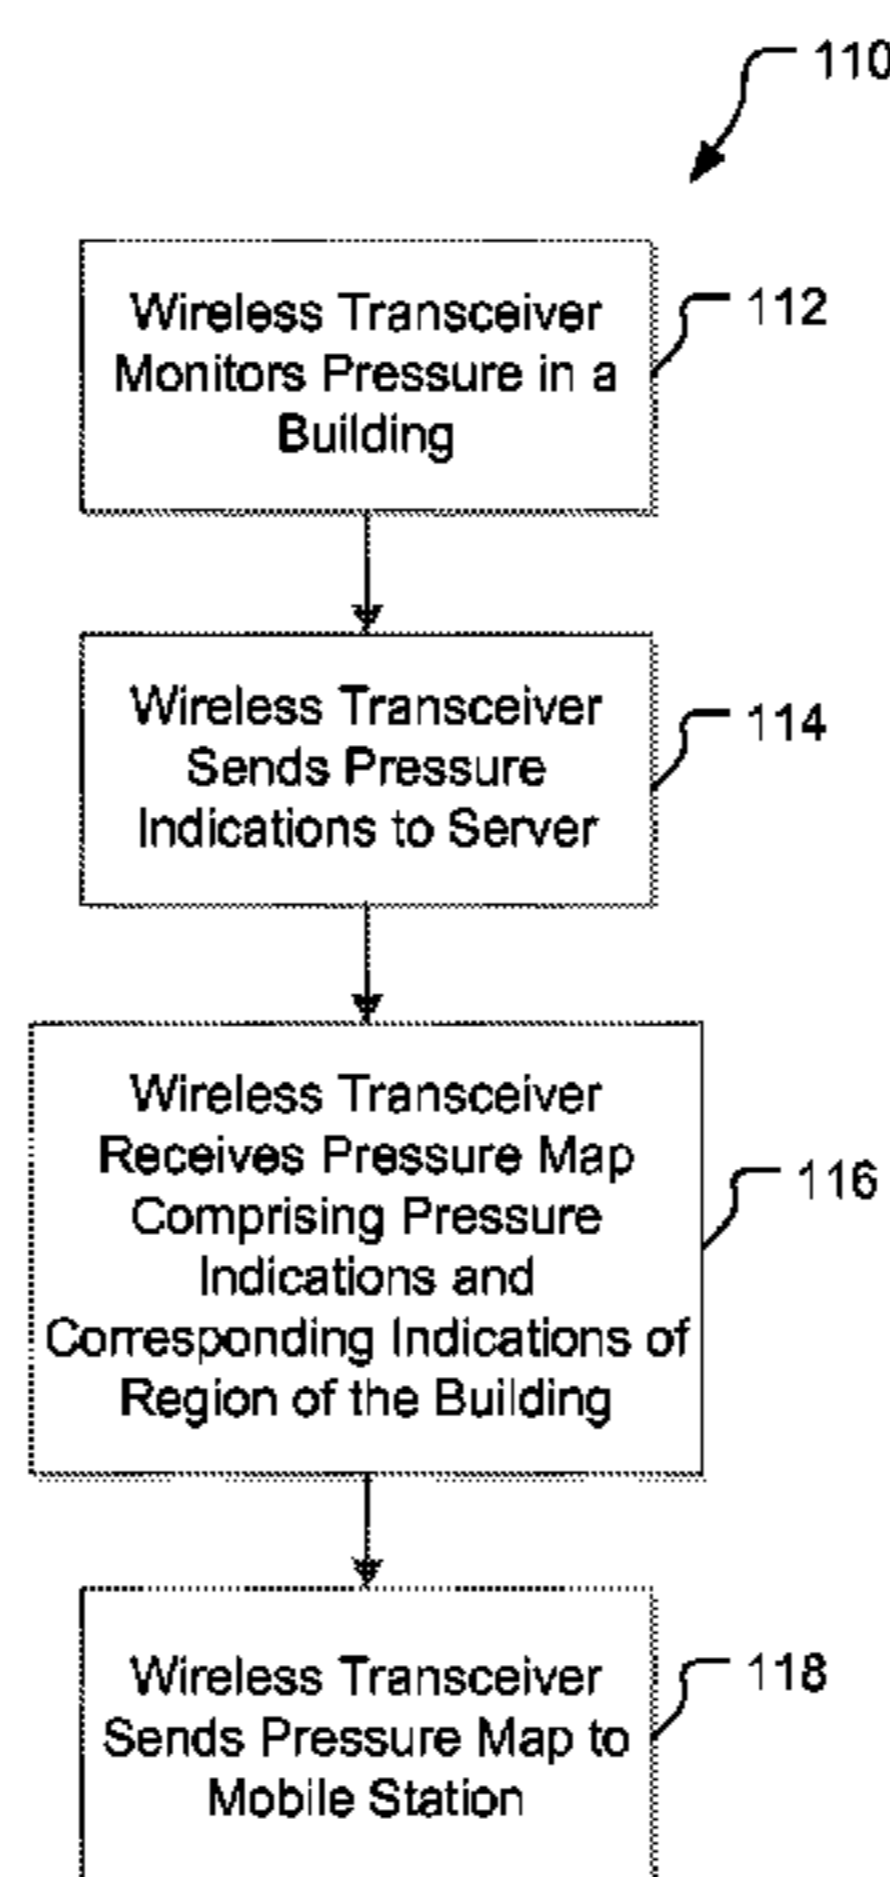 110
Wireless Transceiver
Monitors Pressure in a
Building
112
Wireless Transceiver
Sends Pressure
Indications to Server
114
Wireless Transceiver
Receives Pressure Map
Comprising Pressure
Indications and
Corresponding Indications of
Region of the Building
116
Wireless Transceiver
Sends Pressure Map to
Mobile Station
118